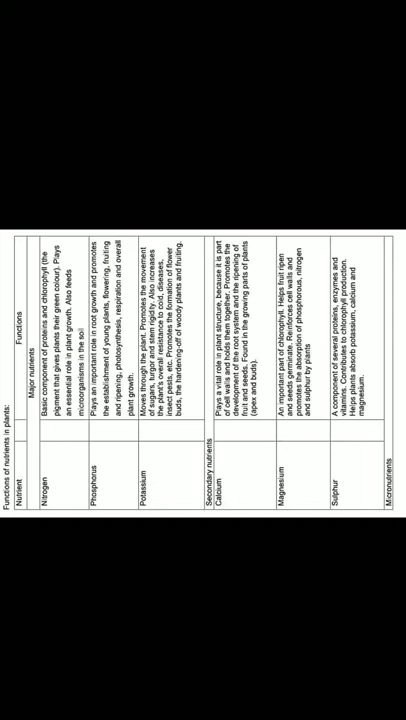 Functions of nutrients in plants:
Nutrient Functions
Major nutrients
Nitrogen Basic component of proteins and chlorophyll (the
pigment that gives plants their green colour). Plays
an essential role in plant growth. Also feeds
microorganisms in the soil
Phosphorus Plays an important role in root growth and promotes
the establishment of young plants, flowering, fruiting
and ripening, photosynthesis, respiration and overall
plant growth.
Potassium Moves through the plant. Promotes the movement
of sugars, turgor and stem rigidity. Also increases
the plant's overall resistance to cold, diseases,
insect pests, etc. Promotes the formation of flower
buds, the hardening-off of woody plants and fruiting.
Secondary nutrients
Calcium Plays a vital role in plant structure, because it is part
of cell walls and holds them together. Promotes the
development of the root system and the ripening of
fruit and seeds. Found in the growing parts of plants
(apex and buds).
Magnesium An important part of chlorophyll. Helps fruit ripen
and seeds germinate. Reinforces cell walls and
promotes the absorption of phosphorous, nitrogen
and sulphur by plants
Sulphur A component of several proteins, enzymes and
vitamins. Contributes to chlorophyll production.
Helps plants absorb potassium, calcium and
magnesium.
Micronutrients